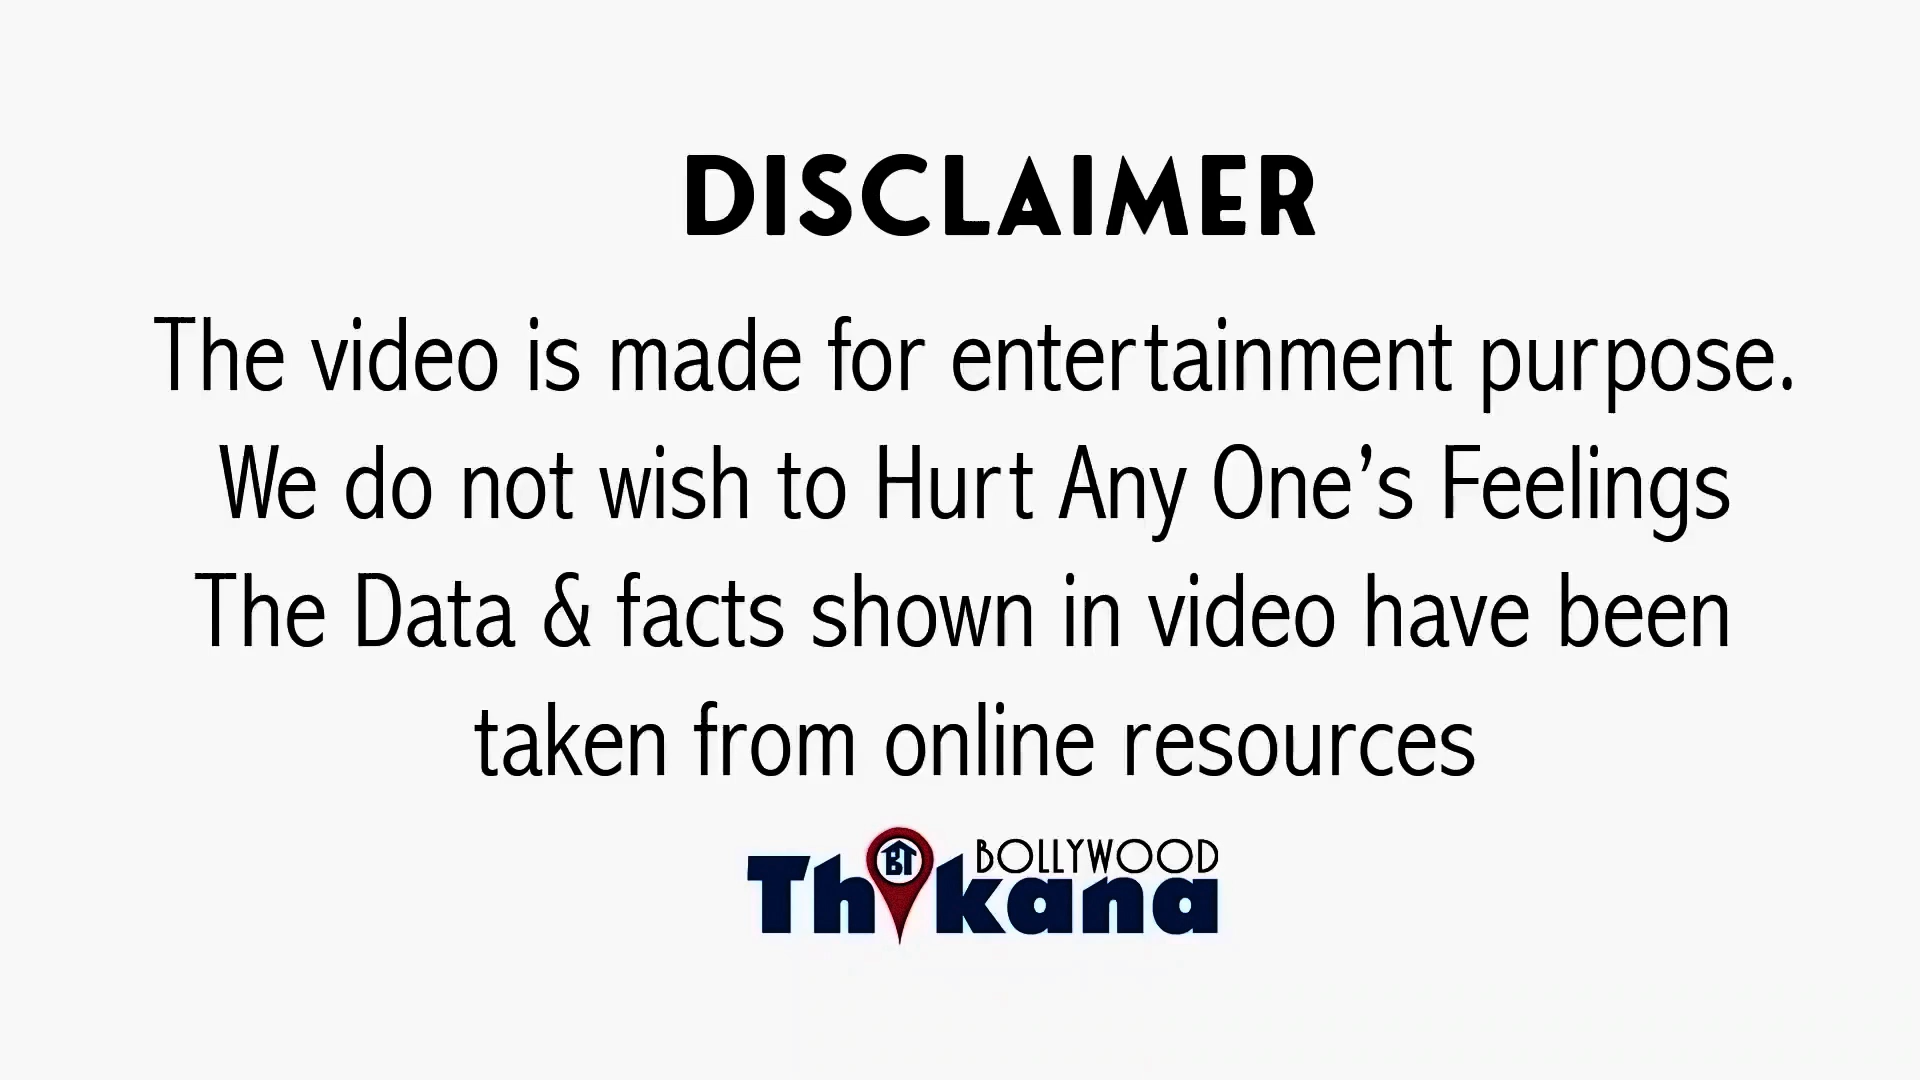 DISCLAIMER
The video is made for entertainment purpose.
We do not wish to Hurt Any One’s Feelings
The Data & facts shown in video have been
taken from online resources
BOLLYWOOD
BT
Thikana